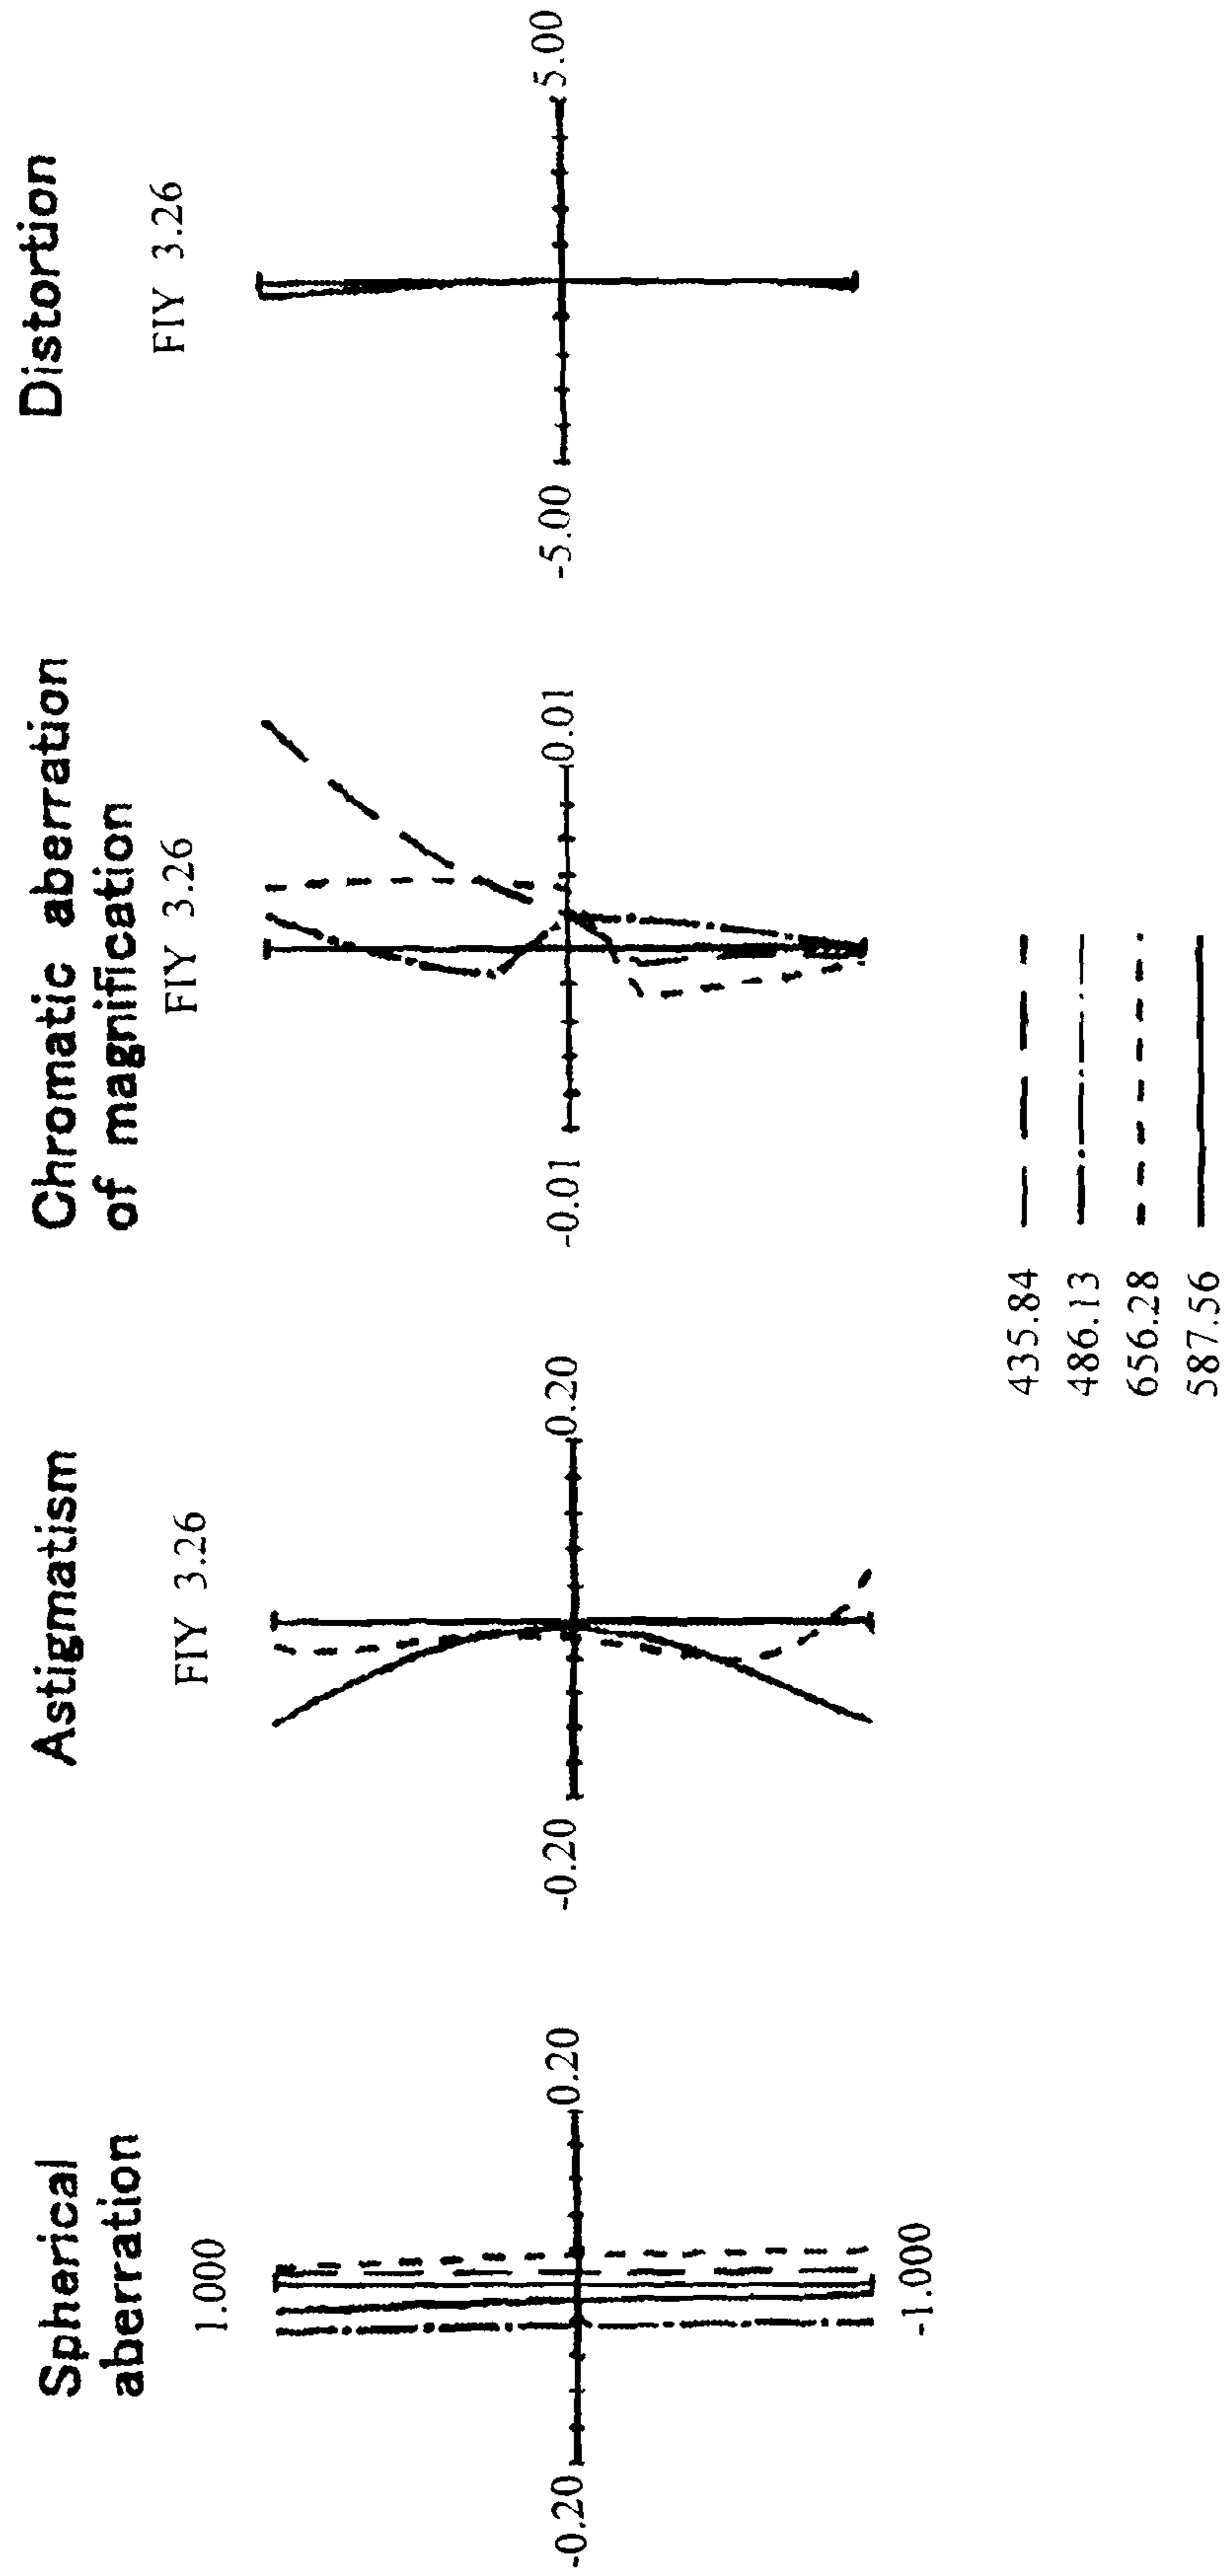 Spherical
aberration
1.000
-0.20
0.20
-1.000
Astigmatism
FIY 3.26
-0.20
0.20
Chromatic aberration
of magnification
FIY 3.26
-0.01
0.01
Distortion
FIY 3.26
-5.00
5.00
435.84
486.13
656.28
587.56